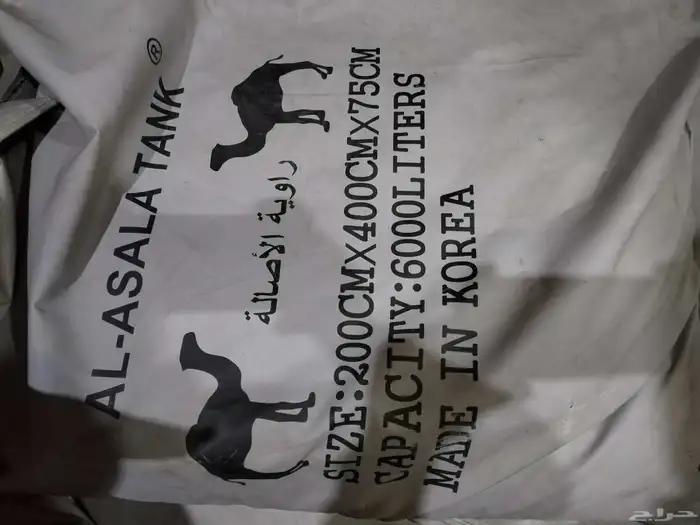 AL-ASALA TANK ®
راوية الأصالة
SIZE:200CMX400CMX75CM
CAPACITY:6000LITERS
MADE IN KOREA
حراج